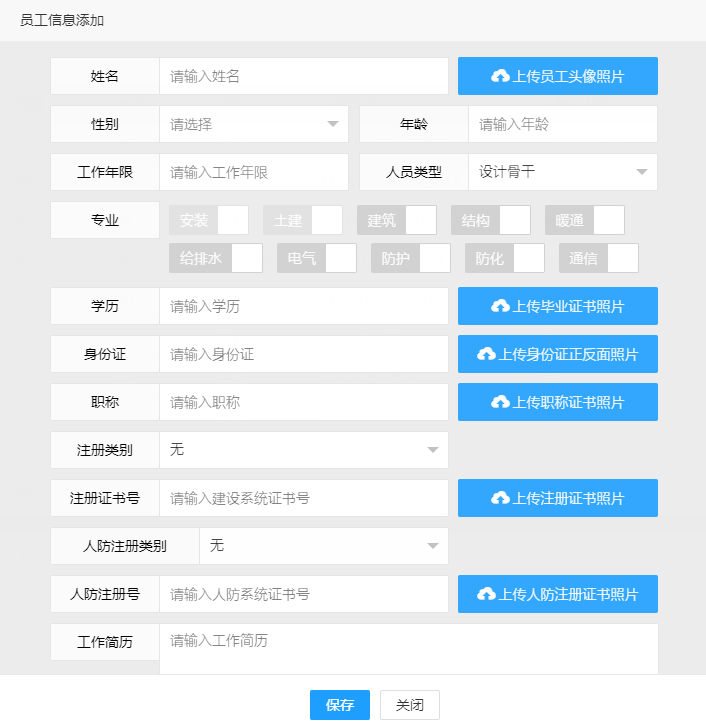 员工信息添加
姓名 请输入姓名 上传员工头像照片
性别 请选择 年龄 请输入年龄
工作年限 请输入工作年限 人员类型 设计骨干
专业 安装 土建 建筑 结构 暖通
给排水 电气 防护 防化 通信
学历 请输入学历 上传毕业证书照片
身份证 请输入身份证 上传身份证正反面照片
职称 请输入职称 上传职称证书照片
注册类别 无
注册证书号 请输入建设系统证书号 上传注册证书照片
人防注册类别 无
人防注册号 请输入人防系统证书号 上传人防注册证书照片
工作简历 请输入工作简历
保存 关闭